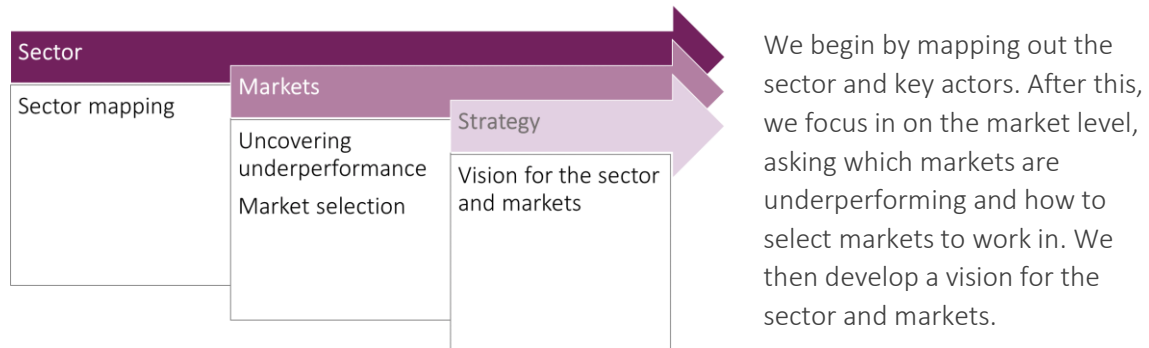 Sector
Sector mapping
Markets
Uncovering
underperformance
Market selection
Strategy
Vision for the sector
and markets
We begin by mapping out the
sector and key actors. After this,
we focus in on the market level,
asking which markets are
underperforming and how to
select markets to work in. We
then develop a vision for the
sector and markets.